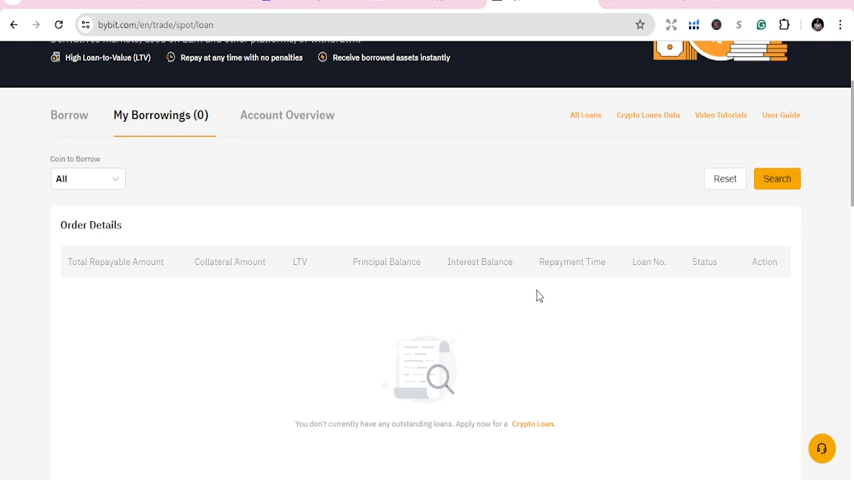 bybit.com/en/trade/spot/loan
High Loan-to-Value (LTV) Repay at any time with no penalties Receive borrowed assets instantly
Borrow My Borrowings (0) Account Overview All Loans Crypto Loans Data Video Tutorials User Guide
Coin to Borrow
All Reset Search
Order Details
Total Repayable Amount Collateral Amount LTV Principal Balance Interest Balance Repayment Time Loan No. Status Action
You don't currently have any outstanding loans. Apply now for a Crypto Loan.